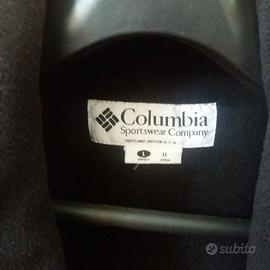 Columbia
Sportswear Company
PORTLAND, OREGON U.S.A.
L
subito